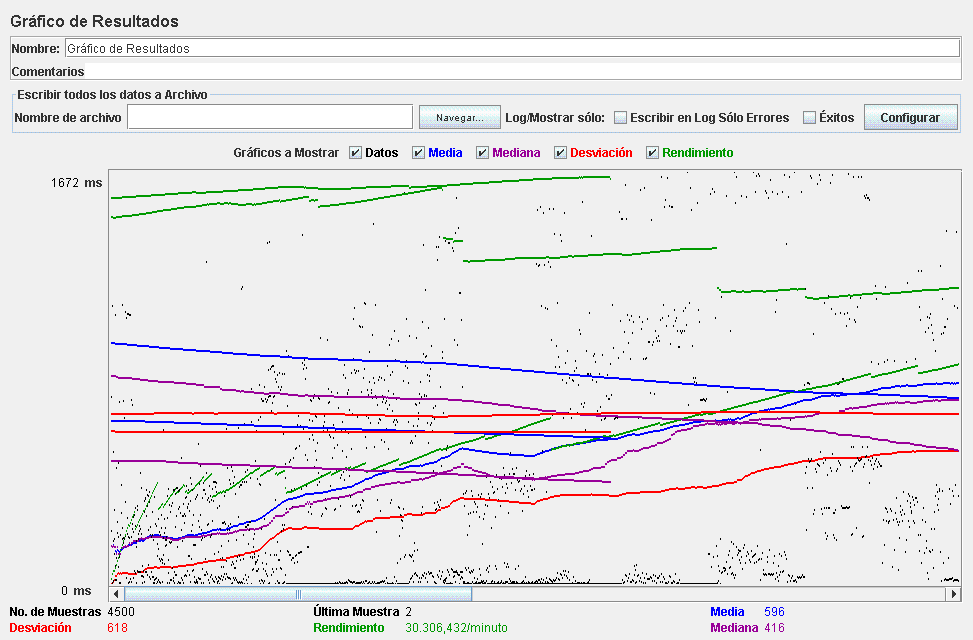 Gráfico de Resultados
Nombre: Gráfico de Resultados
Comentarios
Escribir todos los datos a Archivo
Nombre de archivo Navegar... Log/Mostrar sólo: Escribir en Log Sólo Errores Éxitos Configurar
Gráficos a Mostrar Datos Media Mediana Desviación Rendimiento
1672 ms
0 ms
No. de Muestras 4500 Última Muestra 2 Media 596
Desviación 618 Rendimiento 30.306,432/minuto Mediana 416